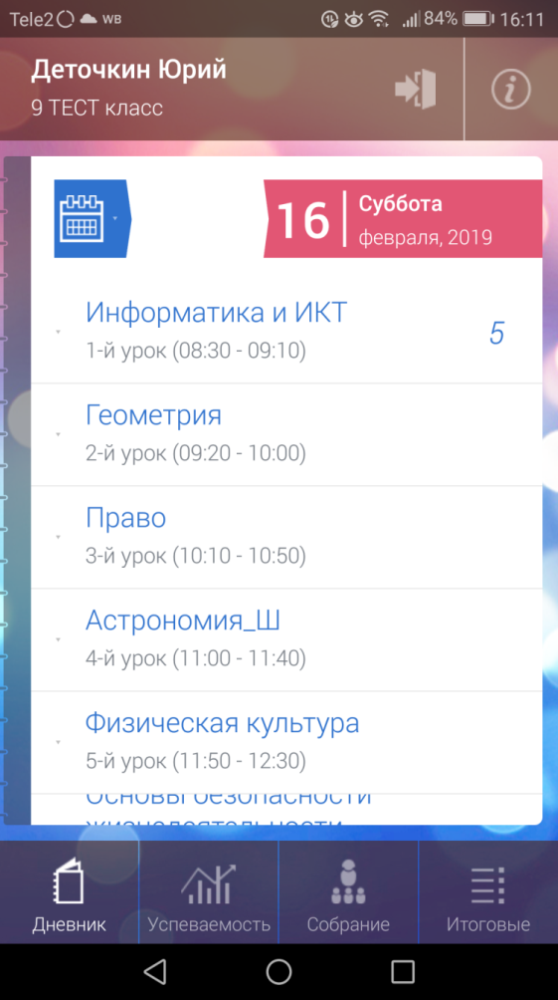 Tele2 WB 84% 16:11
Деточкин Юрий
9 ТЕСТ класс
16 Суббота
февраля, 2019
Информатика и ИКТ
5
1-й урок (08:30 - 09:10)
Геометрия
2-й урок (09:20 - 10:00)
Право
3-й урок (10:10 - 10:50)
Астрономия_Ш
4-й урок (11:00 - 11:40)
Физическая культура
5-й урок (11:50 - 12:30)
Основы безопасности
жизнедеятельности
Дневник Успеваемость Собрание Итоговые